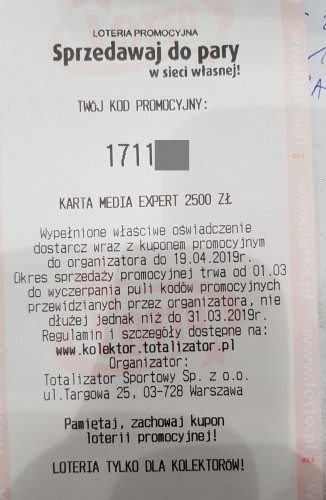 LOTERIA PROMOCYJNA
Sprzedawaj do pary
w sieci własnej!
TWÓJ KOD PROMOCYJNY:
1711
KARTA MEDIA EXPERT 2500 ZŁ
Wypełnione właściwe oświadczenie
dostarcz wraz z kuponem promocyjnym
do organizatora do 19.04.2019r.
Okres sprzedaży promocyjnej trwa od 01.03
do wyczerpania puli kodów promocyjnych
przewidzianych przez organizatora, nie
dłużej jednak niż do 31.03.2019r.
Regulamin i szczegóły dostępne na:
www.kolektor.totalizator.pl
Organizator:
Totalizator Sportowy Sp. z o.o.
ul.Targowa 25, 03-728 Warszawa
Pamiętaj, zachowaj kupon
loterii promocyjnej!
LOTERIA TYLKO DLA KOLEKTORÓW!